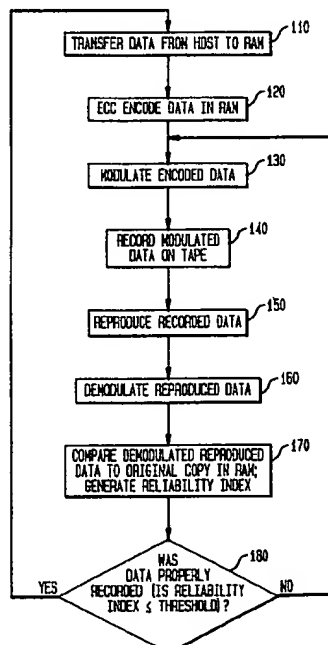 110
TRANSFER DATA FROM HOST TO RAM
120
ECC ENCODE DATA IN RAM
130
MODULATE ENCODED DATA
140
RECORD MODULATED
DATA ON TAPE
150
REPRODUCE RECORDED DATA
160
DEMODULATE REPRODUCED DATA
170
COMPARE DEMODULATED REPRODUCED
DATA TO ORIGINAL COPY IN RAM;
GENERATE RELIABILITY INDEX
180
WAS
DATA PROPERLY
YES
RECORDED (IS RELIABILITY
NO
INDEX ≤ THRESHOLD)?